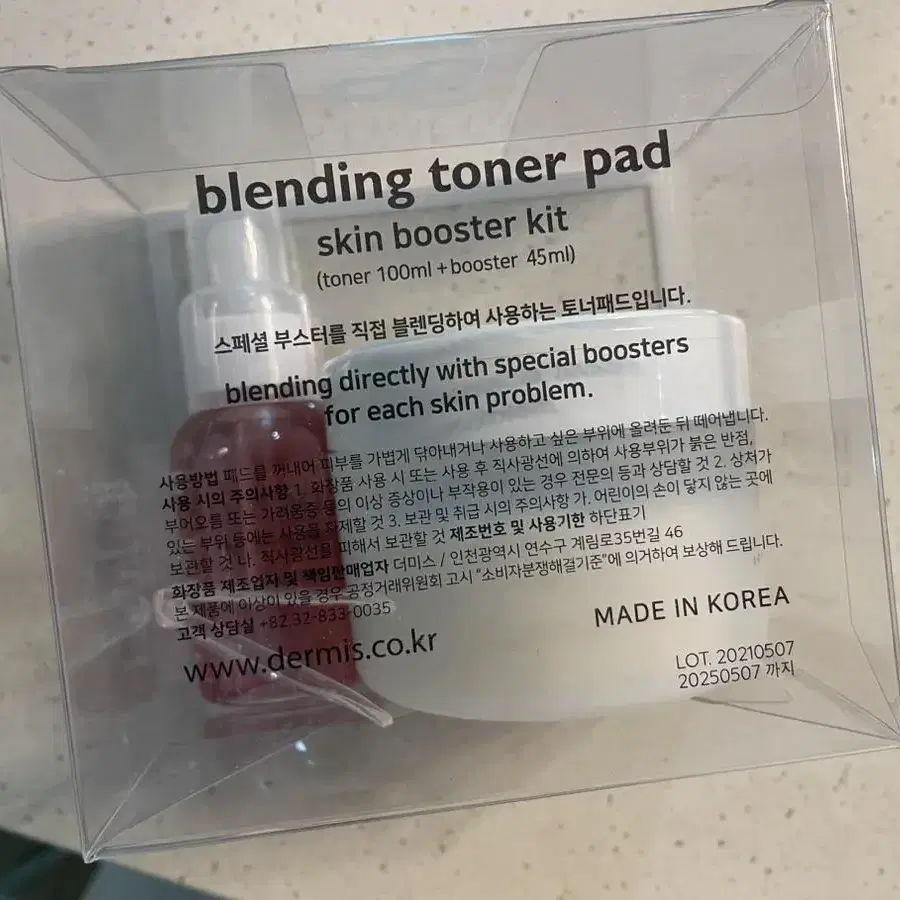 blending toner pad
skin booster kit
(toner 100ml + booster 45ml)
스페셜 부스터를 직접 블렌딩하여 사용하는 토너패드입니다.
blending directly with special boosters
for each skin problem.
사용방법 패드를 꺼내어 피부를 가볍게 닦아내거나 사용하고 싶은 부위에 올려둔 뒤 떼어냅니다.
사용 시의 주의사항 1. 화장품 사용 시 또는 사용 후 직사광선에 의하여 사용부위가 붉은 반점,
부어오름 또는 가려움증 등의 이상 증상이나 부작용이 있는 경우 전문의 등과 상담할 것 2. 상처가
있는 부위 등에는 사용을 자제할 것 3. 보관 및 취급 시의 주의사항 가. 어린이의 손이 닿지 않는 곳에
보관할 것 나. 직사광선을 피해서 보관할 것 제조번호 및 사용기한 하단표기
화장품 제조업자 및 책임판매업자 더미스 / 인천광역시 연수구 계림로35번길 46
본 제품에 이상이 있을 경우 공정거래위원회 고시 "소비자분쟁해결기준"에 의거하여 보상해 드립니다.
고객 상담실 +82 32-833-0035
www.dermis.co.kr
MADE IN KOREA
LOT. 20210507
20250507 까지